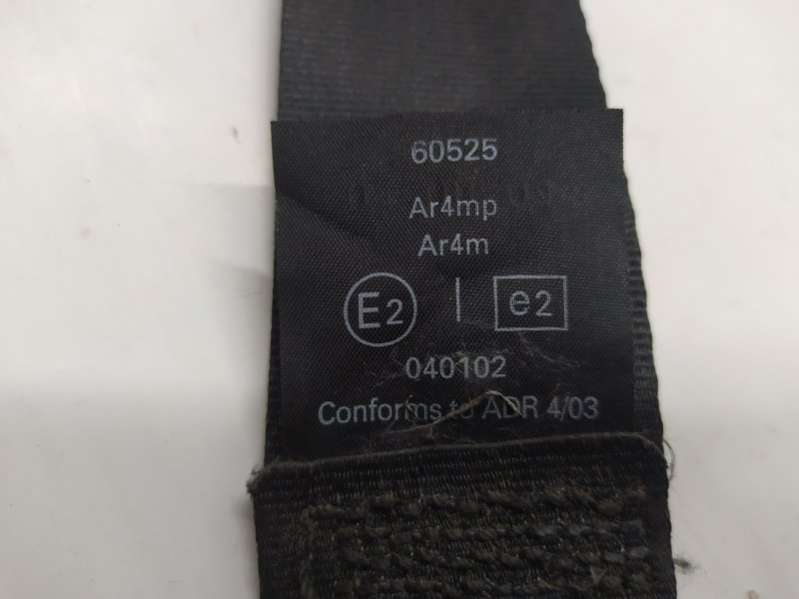 60525
Ar4mp
Ar4m
E2 | e2
040102
Conforms to ADR 4/03